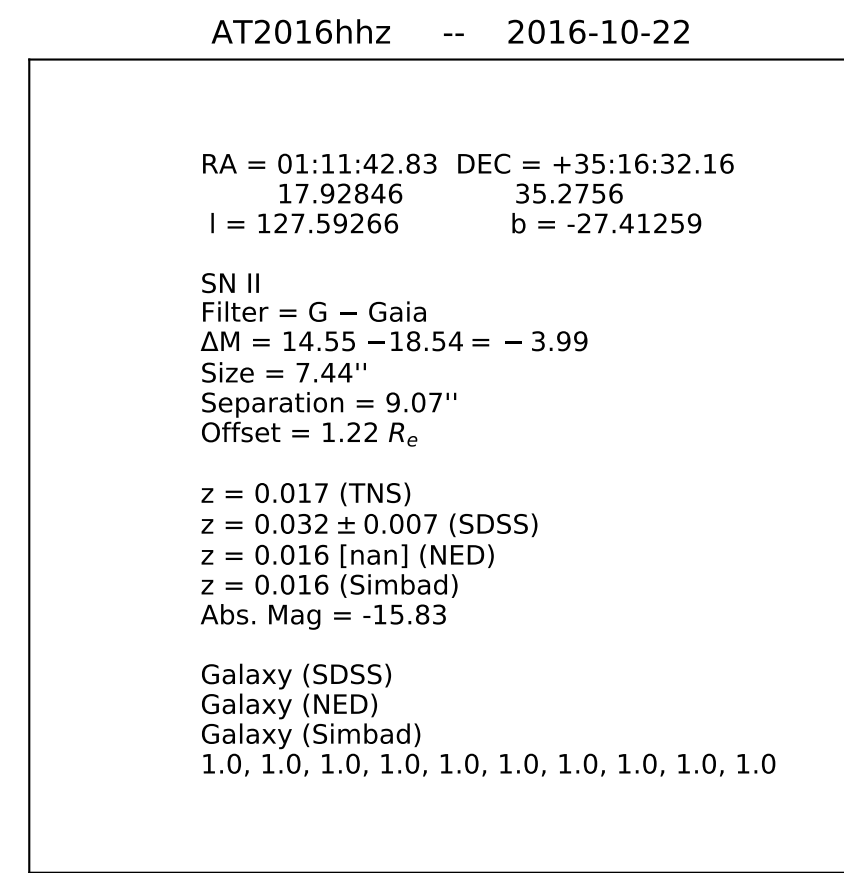 AT2016hhz -- 2016-10-22
RA = 01:11:42.83 DEC = +35:16:32.16
17.92846 35.2756
l = 127.59266 b = -27.41259
SN II
Filter = G − Gaia
ΔM = 14.55 −18.54 = − 3.99
Size = 7.44''
Separation = 9.07''
Offset = 1.22 Rₑ
z = 0.017 (TNS)
z = 0.032 ± 0.007 (SDSS)
z = 0.016 [nan] (NED)
z = 0.016 (Simbad)
Abs. Mag = -15.83
Galaxy (SDSS)
Galaxy (NED)
Galaxy (Simbad)
1.0, 1.0, 1.0, 1.0, 1.0, 1.0, 1.0, 1.0, 1.0, 1.0